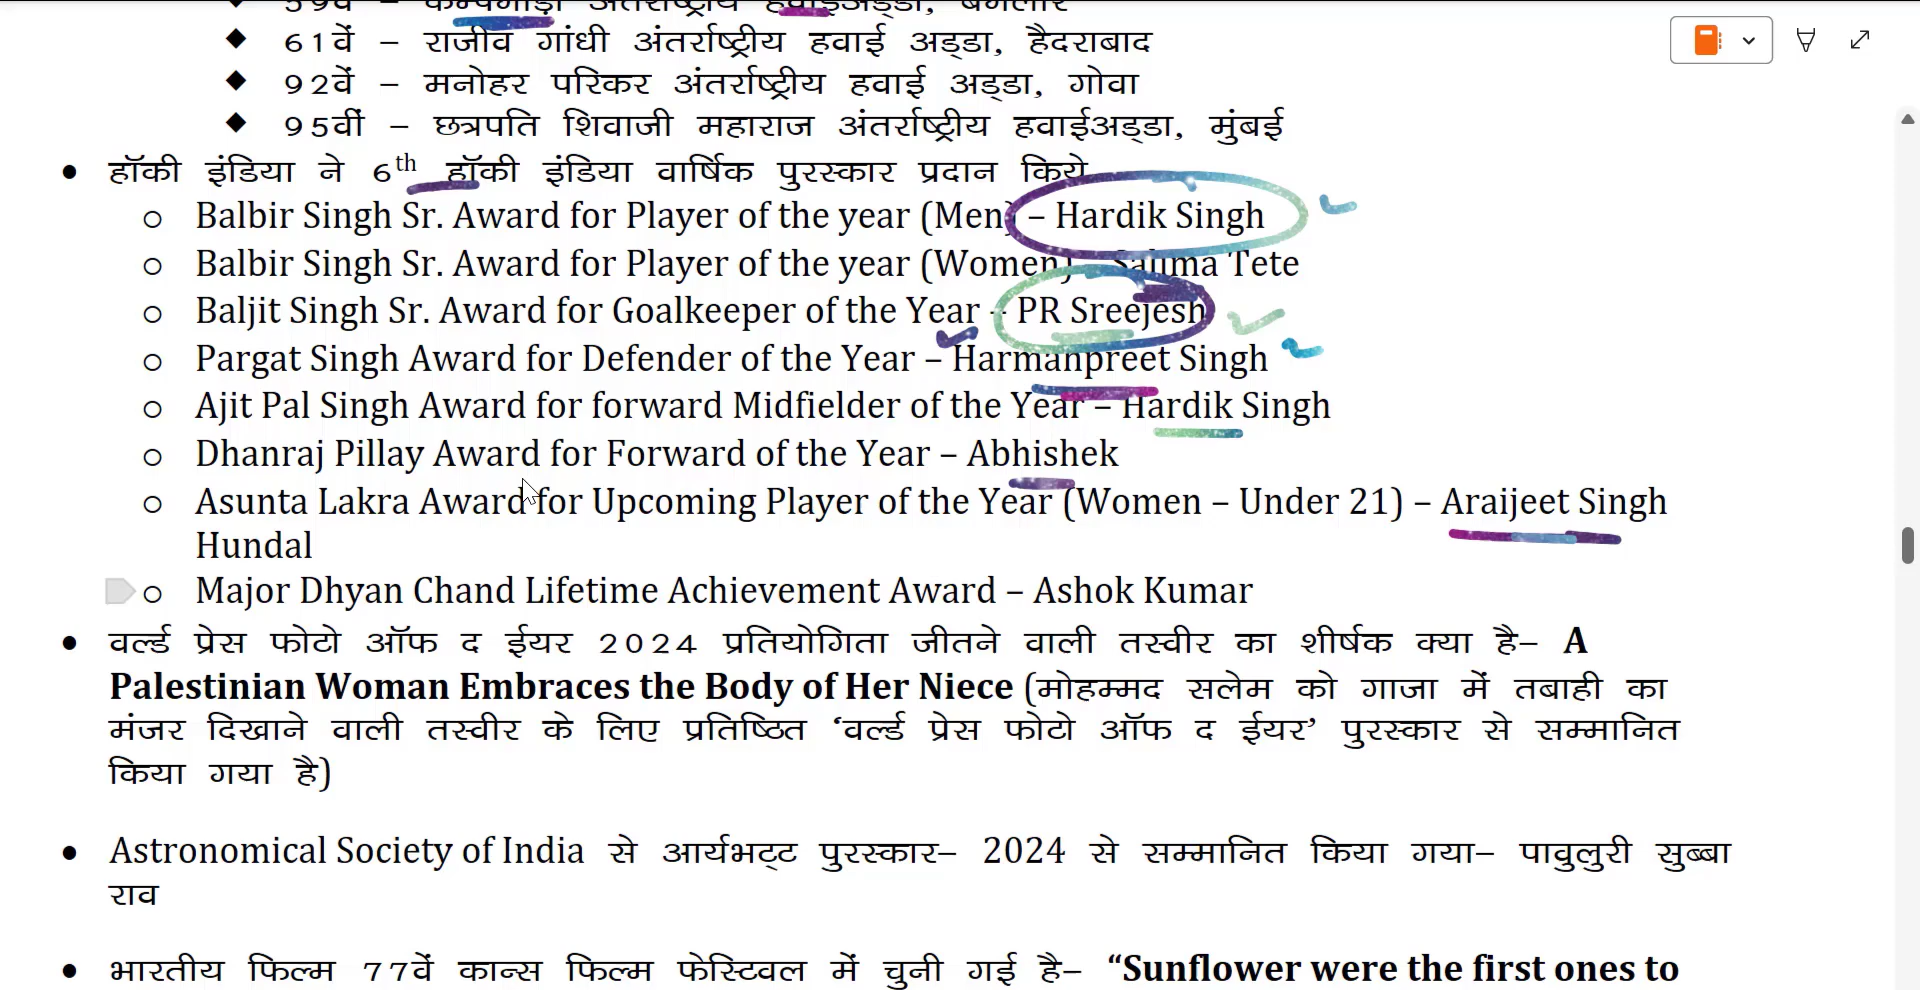 61वें – राजीव गांधी अंतर्राष्ट्रीय हवाई अड्डा, हैदराबाद
92वें – मनोहर परिकर अंतर्राष्ट्रीय हवाई अड्डा, गोवा
95वीं – छत्रपति शिवाजी महाराज अंतर्राष्ट्रीय हवाईअड्डा, मुंबई
हॉकी इंडिया ने 6th हॉकी इंडिया वार्षिक पुरस्कार प्रदान किये
Balbir Singh Sr. Award for Player of the year (Men) – Hardik Singh
Balbir Singh Sr. Award for Player of the year (Women) – Salima Tete
Baljit Singh Sr. Award for Goalkeeper of the Year – PR Sreejesh
Pargat Singh Award for Defender of the Year – Harmanpreet Singh
Ajit Pal Singh Award for forward Midfielder of the Year – Hardik Singh
Dhanraj Pillay Award for Forward of the Year – Abhishek
Asunta Lakra Award for Upcoming Player of the Year (Women – Under 21) – Araijeet Singh
Hundal
Major Dhyan Chand Lifetime Achievement Award – Ashok Kumar
वर्ल्ड प्रेस फोटो ऑफ द ईयर 2024 प्रतियोगिता जीतने वाली तस्वीर का शीर्षक क्या है– A
Palestinian Woman Embraces the Body of Her Niece (मोहम्मद सलेम को गाजा में तबाही का
मंजर दिखाने वाली तस्वीर के लिए प्रतिष्ठित ‘वर्ल्ड प्रेस फोटो ऑफ द ईयर’ पुरस्कार से सम्मानित
किया गया है)
Astronomical Society of India से आर्यभट्ट पुरस्कार– 2024 से सम्मानित किया गया– पावुलुरी सुब्बा
राव
भारतीय फिल्म 77वें कान्स फिल्म फेस्टिवल में चुनी गई है– “Sunflower were the first ones to